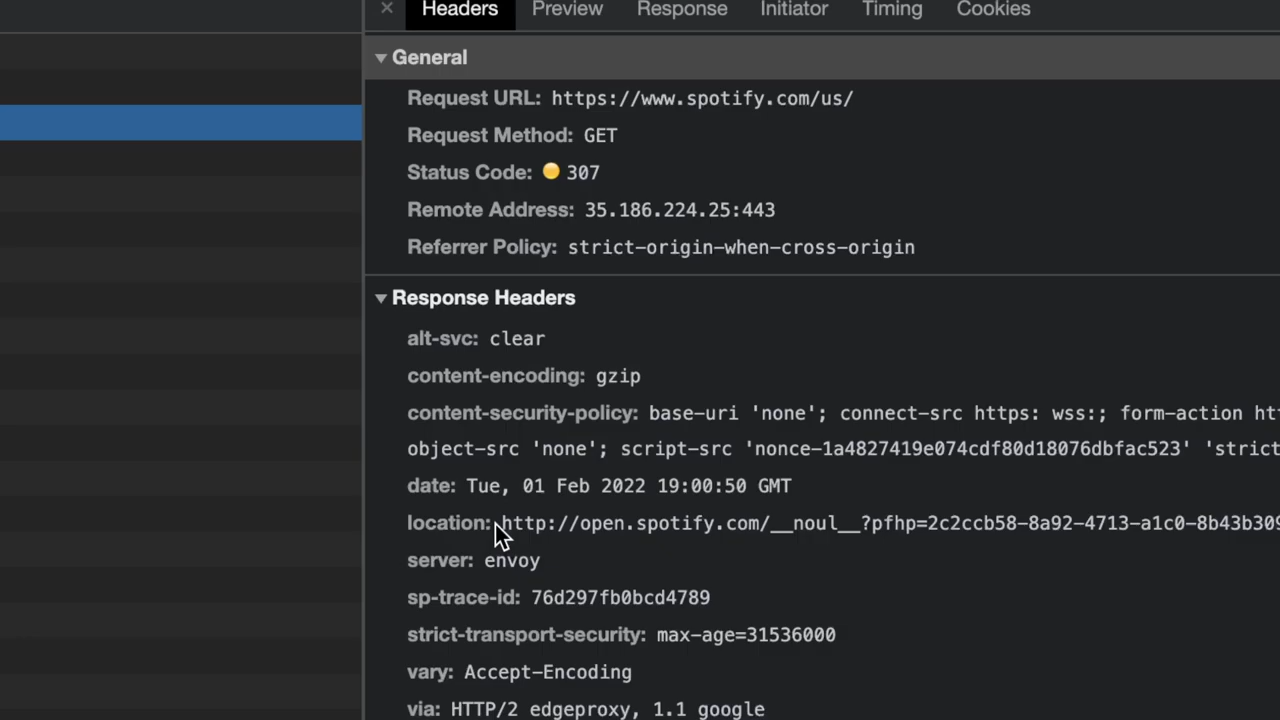 × Headers Preview Response Initiator Timing Cookies
General
Request URL: https://www.spotify.com/us/
Request Method: GET
Status Code: 307
Remote Address: 35.186.224.25:443
Referrer Policy: strict-origin-when-cross-origin
Response Headers
alt-svc: clear
content-encoding: gzip
content-security-policy: base-uri 'none'; connect-src https: wss:; form-action htt
object-src 'none'; script-src 'nonce-1a4827419e074cdf80d18076dbfac523' 'strict
date: Tue, 01 Feb 2022 19:00:50 GMT
location: http://open.spotify.com/__noul__?pfhp=2c2ccb58-8a92-4713-a1c0-8b43b309
server: envoy
sp-trace-id: 76d297fb0bcd4789
strict-transport-security: max-age=31536000
vary: Accept-Encoding
via: HTTP/2 edgeproxy, 1.1 google